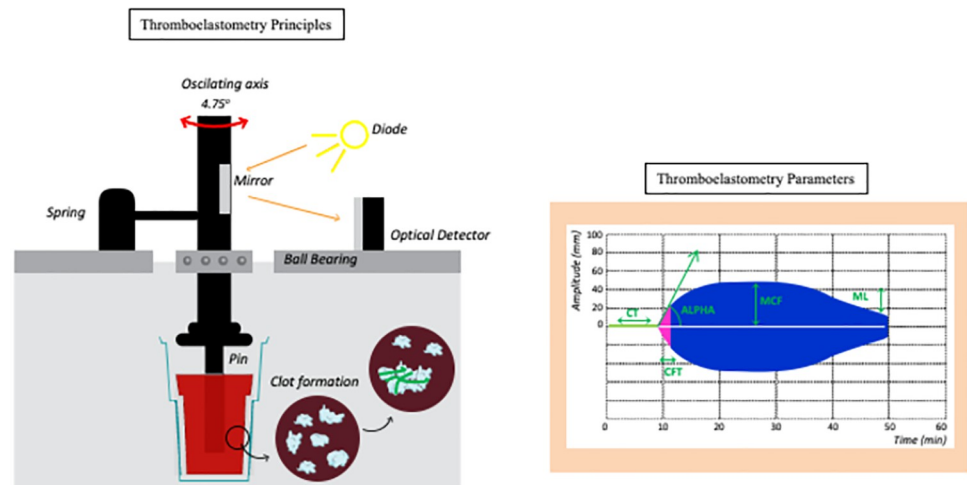 Thromboelastometry Principles
Oscilating axis
4.75°
Diode
Mirror
Spring
Optical Detector
Ball Bearing
Pin
Clot formation
Thromboelastometry Parameters
Amplitude (mm)
100
80
60
40
20
0
CT
ALPHA
MCF
ML
CFT
0 10 20 30 40 50 60
Time (min)